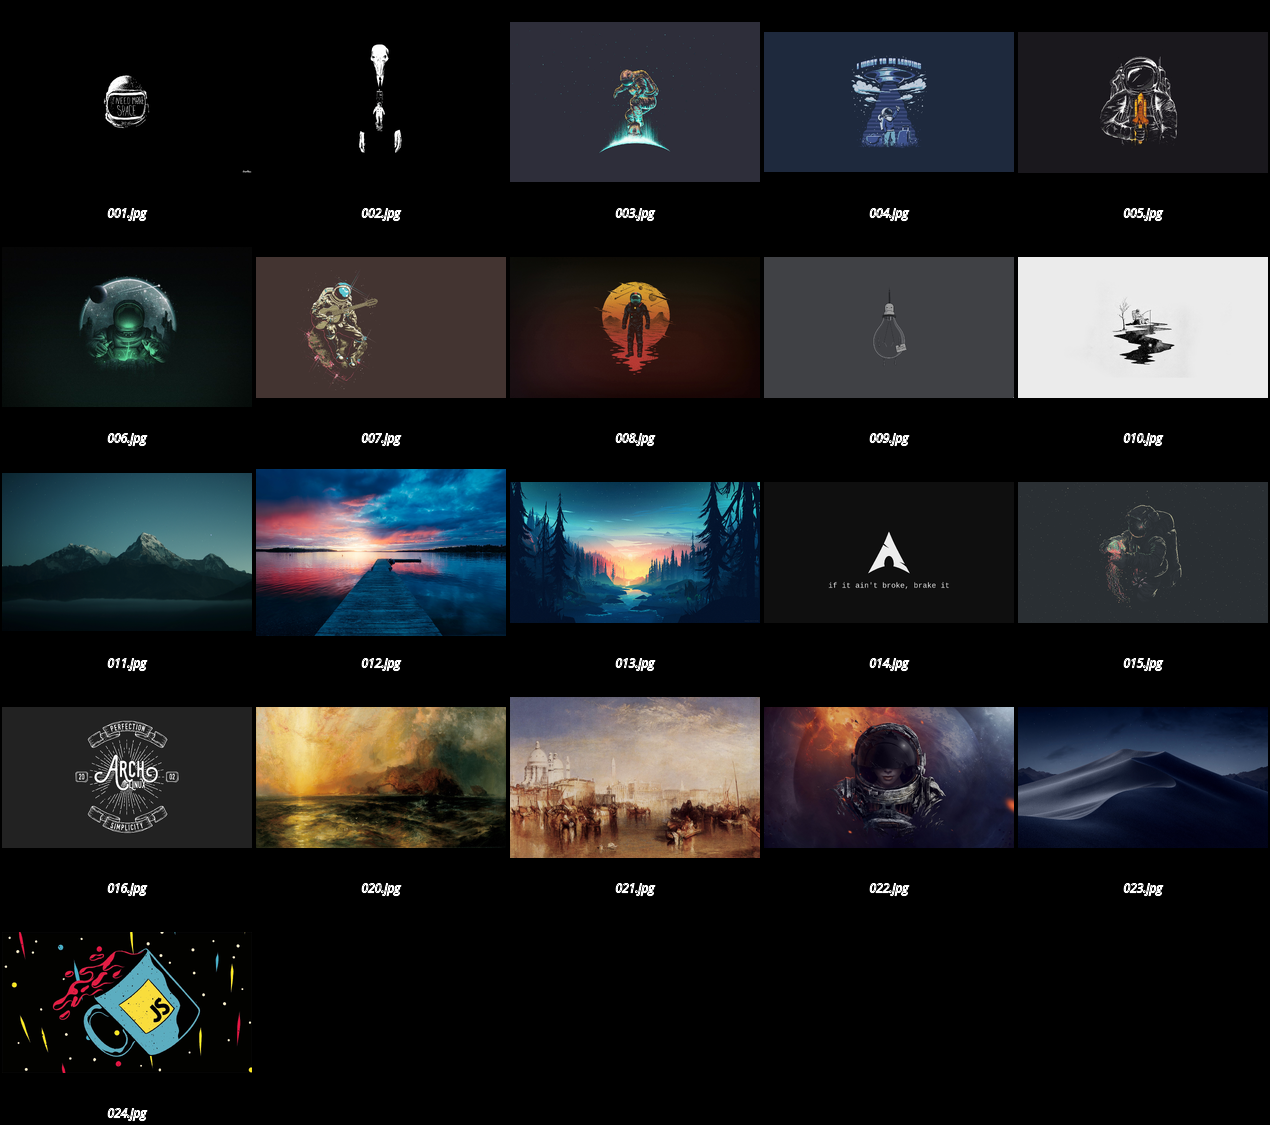 I NEED MORE
SPACE
001.jpg
002.jpg
003.jpg
I WANT TO BE LEAVING
004.jpg
005.jpg
006.jpg
007.jpg
008.jpg
009.jpg
010.jpg
011.jpg
012.jpg
013.jpg
if it ain't broke, brake it
014.jpg
015.jpg
PERFECTION
20
ARCH
LINUX
02
SIMPLICITY
016.jpg
020.jpg
021.jpg
022.jpg
023.jpg
JS
024.jpg